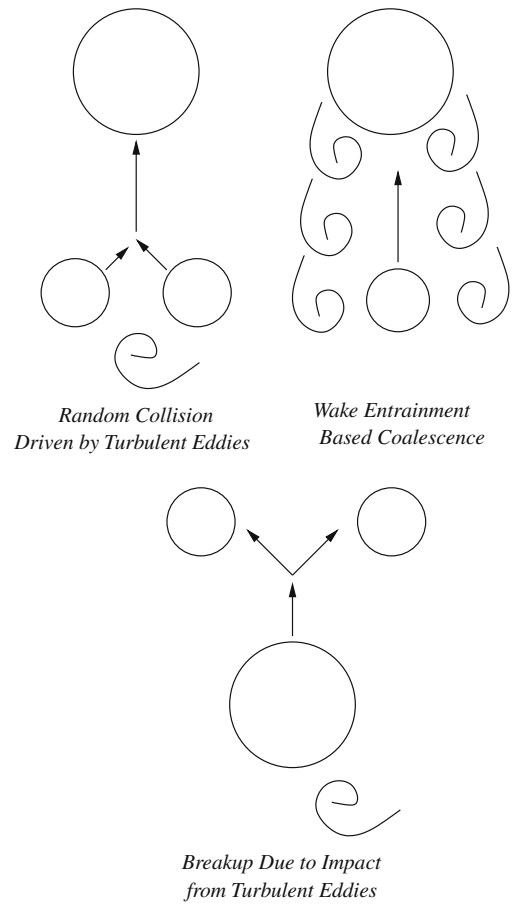 Random Collision
Driven by Turbulent Eddies
Wake Entrainment
Based Coalescence
Breakup Due to Impact
from Turbulent Eddies